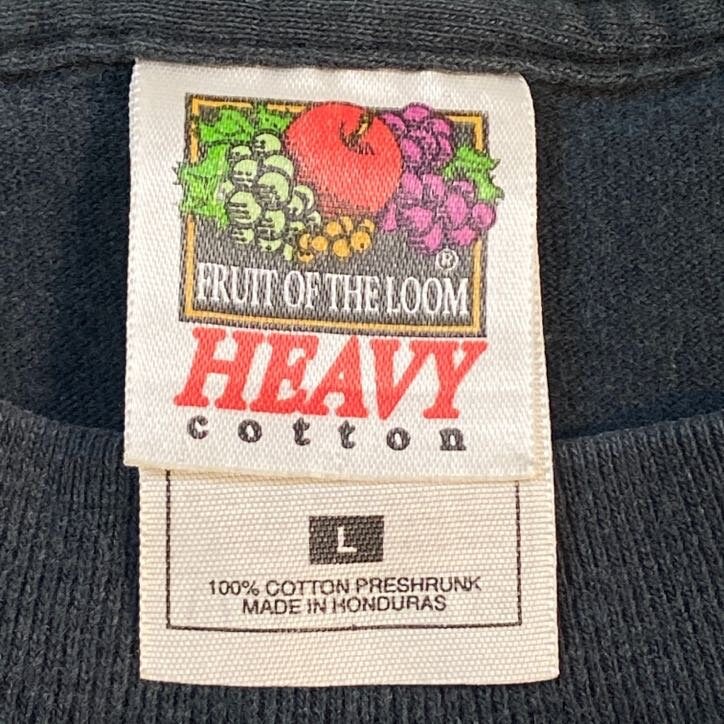 ®
FRUIT OF THE LOOM
HEAVY
cotton
L
100% COTTON PRESHRUNK
MADE IN HONDURAS